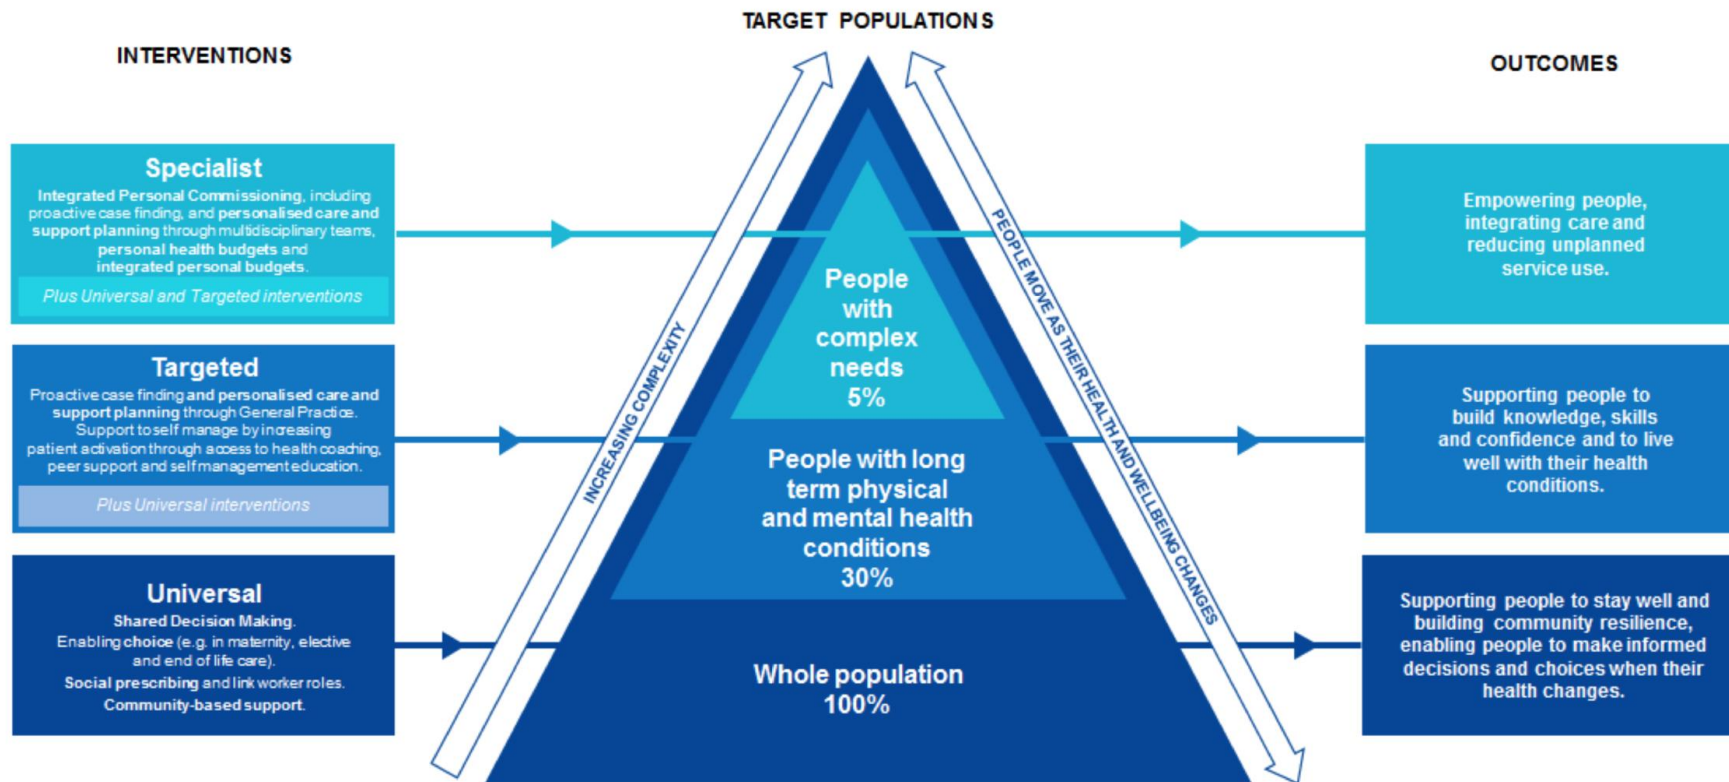 TARGET POPULATIONS
INTERVENTIONS
OUTCOMES
Specialist
Integrated Personal Commissioning, including
proactive case finding, and personalised care and
support planning through multidisciplinary teams,
personal health budgets and
integrated personal budgets.
Plus Universal and Targeted interventions
Targeted
Proactive case finding and personalised care and
support planning through General Practice.
Support to self manage by increasing
patient activation through access to health coaching,
peer support and self management education.
Plus Universal interventions
Universal
Shared Decision Making.
Enabling choice (e.g. in maternity, elective
and end of life care).
Social prescribing and link worker roles.
Community-based support.
INCREASING COMPLEXITY
People
with
complex
needs
5%
People with long
term physical
and mental health
conditions
30%
Whole population
100%
PEOPLE MOVE AS THEIR HEALTH AND WELLBEING CHANGES
Empowering people,
integrating care and
reducing unplanned
service use.
Supporting people to
build knowledge, skills
and confidence and to live
well with their health
conditions.
Supporting people to stay well and
building community resilience,
enabling people to make informed
decisions and choices when their
health changes.